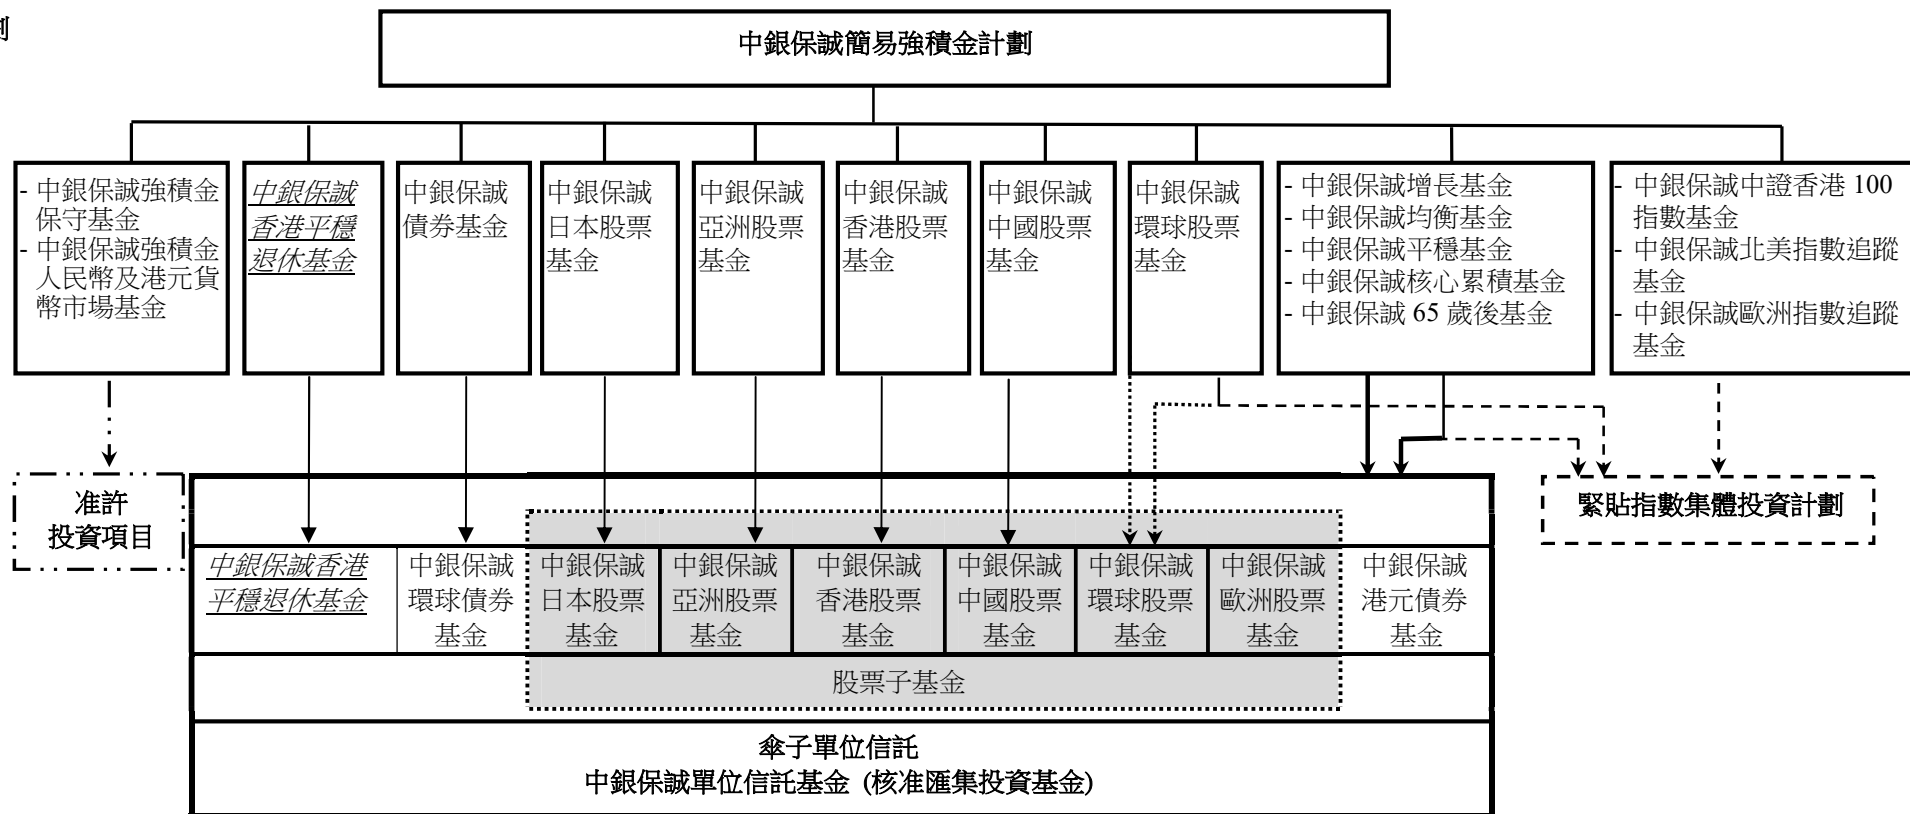 劃
中銀保誠簡易強積金計劃
- 中銀保誠強積金
保守基金
- 中銀保誠強積金
人民幣及港元貨
幣市場基金
中銀保誠
香港平穩
退休基金
中銀保誠
債券基金
中銀保誠
日本股票
基金
中銀保誠
亞洲股票
基金
中銀保誠
香港股票
基金
中銀保誠
中國股票
基金
中銀保誠
環球股票
基金
- 中銀保誠增長基金
- 中銀保誠均衡基金
- 中銀保誠平穩基金
- 中銀保誠核心累積基金
- 中銀保誠 65 歲後基金
- 中銀保誠中證香港 100
指數基金
- 中銀保誠北美指數追蹤
基金
- 中銀保誠歐洲指數追蹤
基金
准許
投資項目
緊貼指數集體投資計劃
中銀保誠香港
平穩退休基金
中銀保誠
環球債券
基金
中銀保誠
日本股票
基金
中銀保誠
亞洲股票
基金
中銀保誠
香港股票
基金
中銀保誠
中國股票
基金
中銀保誠
環球股票
基金
中銀保誠
歐洲股票
基金
中銀保誠
港元債券
基金
股票子基金
傘子單位信託
中銀保誠單位信託基金 (核准匯集投資基金)